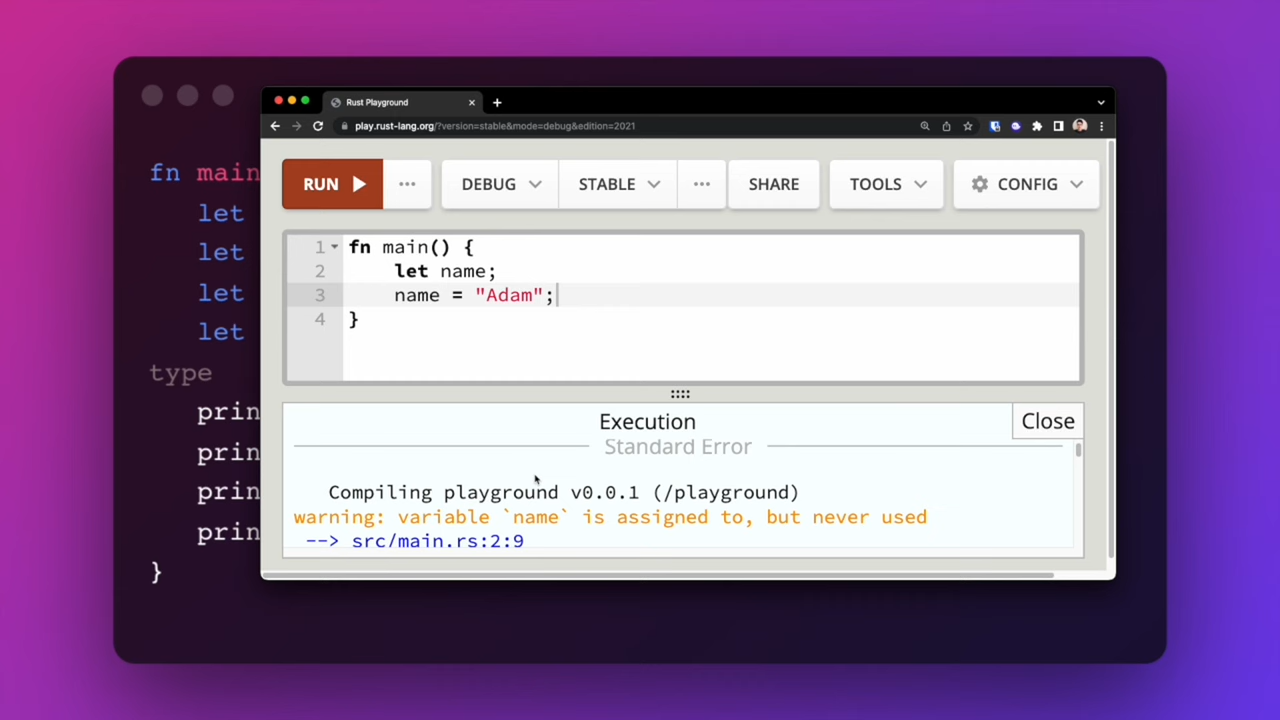 Rust Playground
play.rust-lang.org/?version=stable&mode=debug&edition=2021
RUN
DEBUG
STABLE
SHARE
TOOLS
CONFIG
1 fn main() {
2 let name;
3 name = "Adam";
4 }
Execution
Close
Standard Error
Compiling playground v0.0.1 (/playground)
warning: variable `name` is assigned to, but never used
--> src/main.rs:2:9
fn main
let
let
let
let
type
prin
prin
prin
prin
}